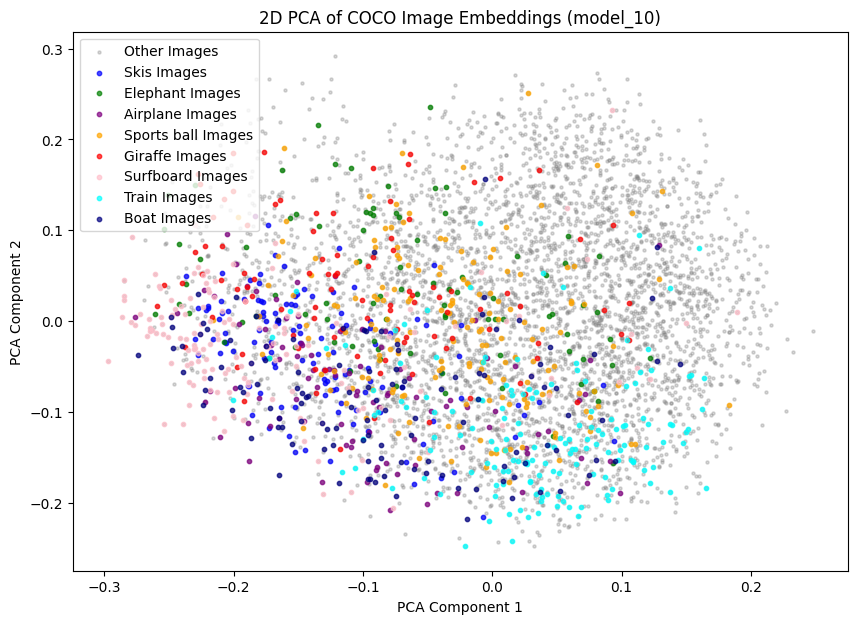 2D PCA of COCO Image Embeddings (model_10)
Other Images
Skis Images
Elephant Images
Airplane Images
Sports ball Images
Giraffe Images
Surfboard Images
Train Images
Boat Images
PCA Component 2
0.3
0.2
0.1
0.0
−0.1
−0.2
−0.3
−0.2
−0.1
0.0
0.1
0.2
PCA Component 1